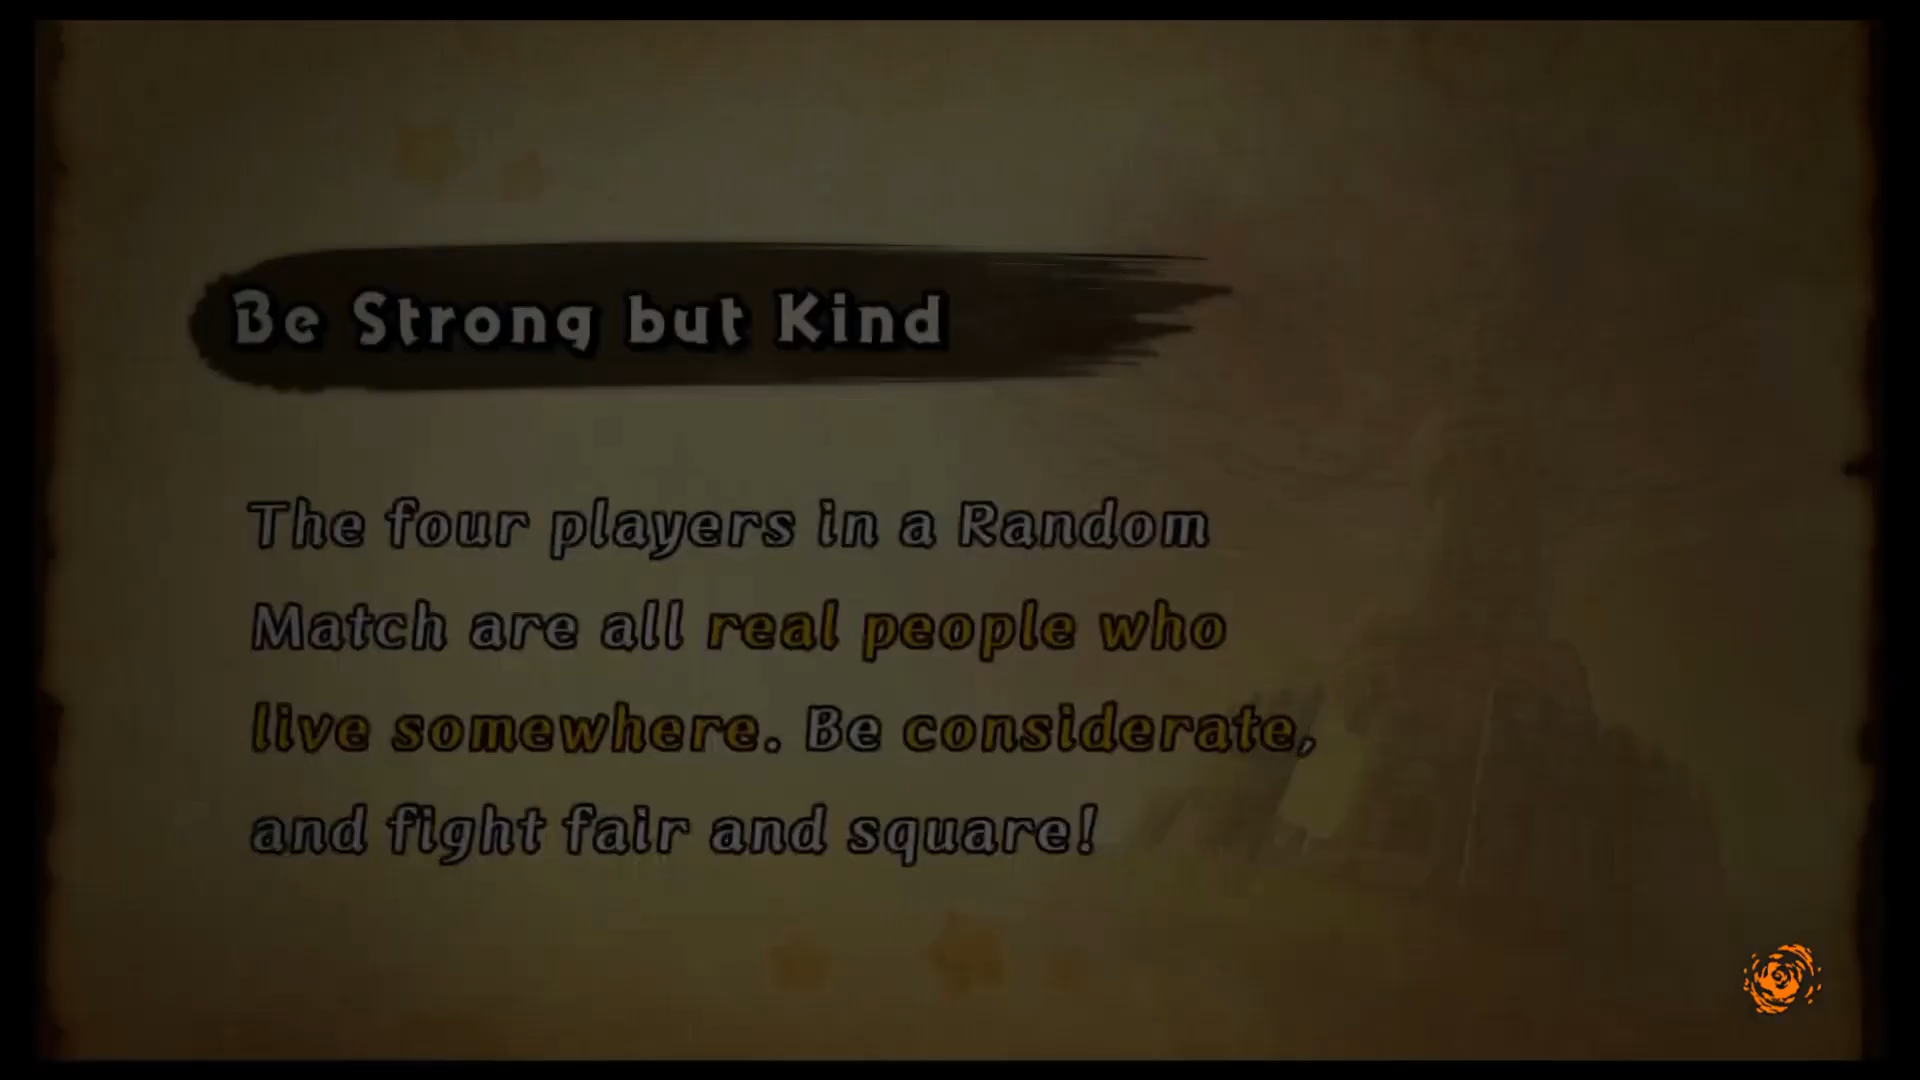 Be Strong but Kind
The four players in a Random
Match are all real people who
live somewhere. Be considerate,
and fight fair and square!